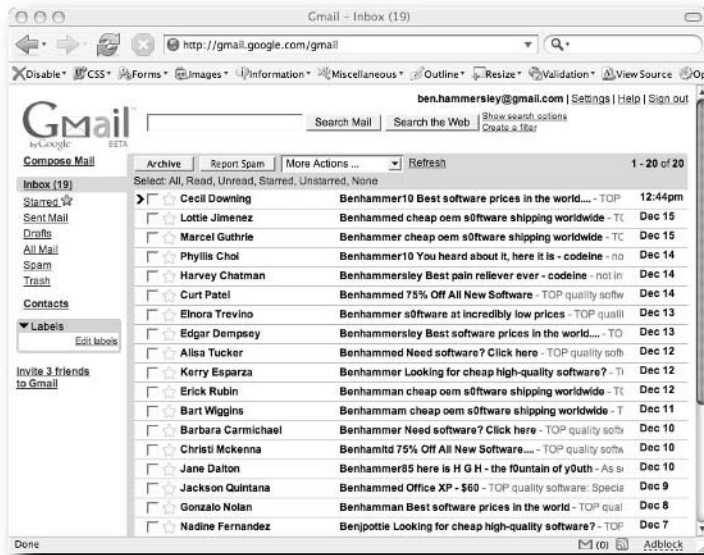 Gmail - Inbox (19)
http://gmail.google.com/gmail
Disable CSS Forms Images Information Miscellaneous Outline Resize Validation View Source Op
ben.hammersley@gmail.com | Settings | Help | Sign out
Gmail by Google BETA
Search Mail Search the Web Show search options
Create a filter
Compose Mail
Archive Report Spam More Actions ... Refresh 1 - 20 of 20
Select: All, Read, Unread, Starred, Unstarred, None
Inbox (19)
Starred
Sent Mail
Drafts
All Mail
Spam
Trash
Contacts
Labels
Edit labels
Invite 3 friends
to Gmail
Cecil Downing Benhammer10 Best software prices in the world.... - TOP 12:44pm
Lottie Jimenez Benhammed cheap oem s0ftware shipping worldwide - TO Dec 15
Marcel Guthrie Benhammer cheap oem s0ftware shipping worldwide - TO Dec 15
Phyllis Choi Benhammer10 You heard about it, here it is - codeine - no Dec 14
Harvey Chatman Benhammersley Best pain reliever ever - codeine - not in Dec 14
Curt Patel Benhammed 75% Off All New Software - TOP quality softw Dec 14
Elnora Trevino Benhammer s0ftware at incredibly low prices - TOP quali Dec 13
Edgar Dempsey Benhammersley Best software prices in the world.... - TO Dec 13
Alisa Tucker Benhammed Need software? Click here - TOP quality soft Dec 12
Kerry Esparza Benhammer Looking for cheap high-quality software? - Dec 12
Erick Rubin Benhamman cheap oem s0ftware shipping worldwide - TO Dec 12
Bart Wiggins Benhammam cheap oem s0ftware shipping worldwide - T Dec 11
Barbara Carmichael Benhammer Need software? Click here - TOP quality softw Dec 10
Christi Mckenna Benhamltd 75% Off All New Software.... - TOP quality soft Dec 10
Jane Dalton Benhammer85 here is H G H - the f0untain of y0uth - As se Dec 10
Jackson Quintana Benhammed Office XP - $60 - TOP quality software: Specia Dec 9
Gonzalo Nolan Benhamman Best software prices in the world - TOP qual Dec 8
Nadine Fernandez Benjpottie Looking for cheap high-quality software? - TOP Dec 7
Done (0) Adblock